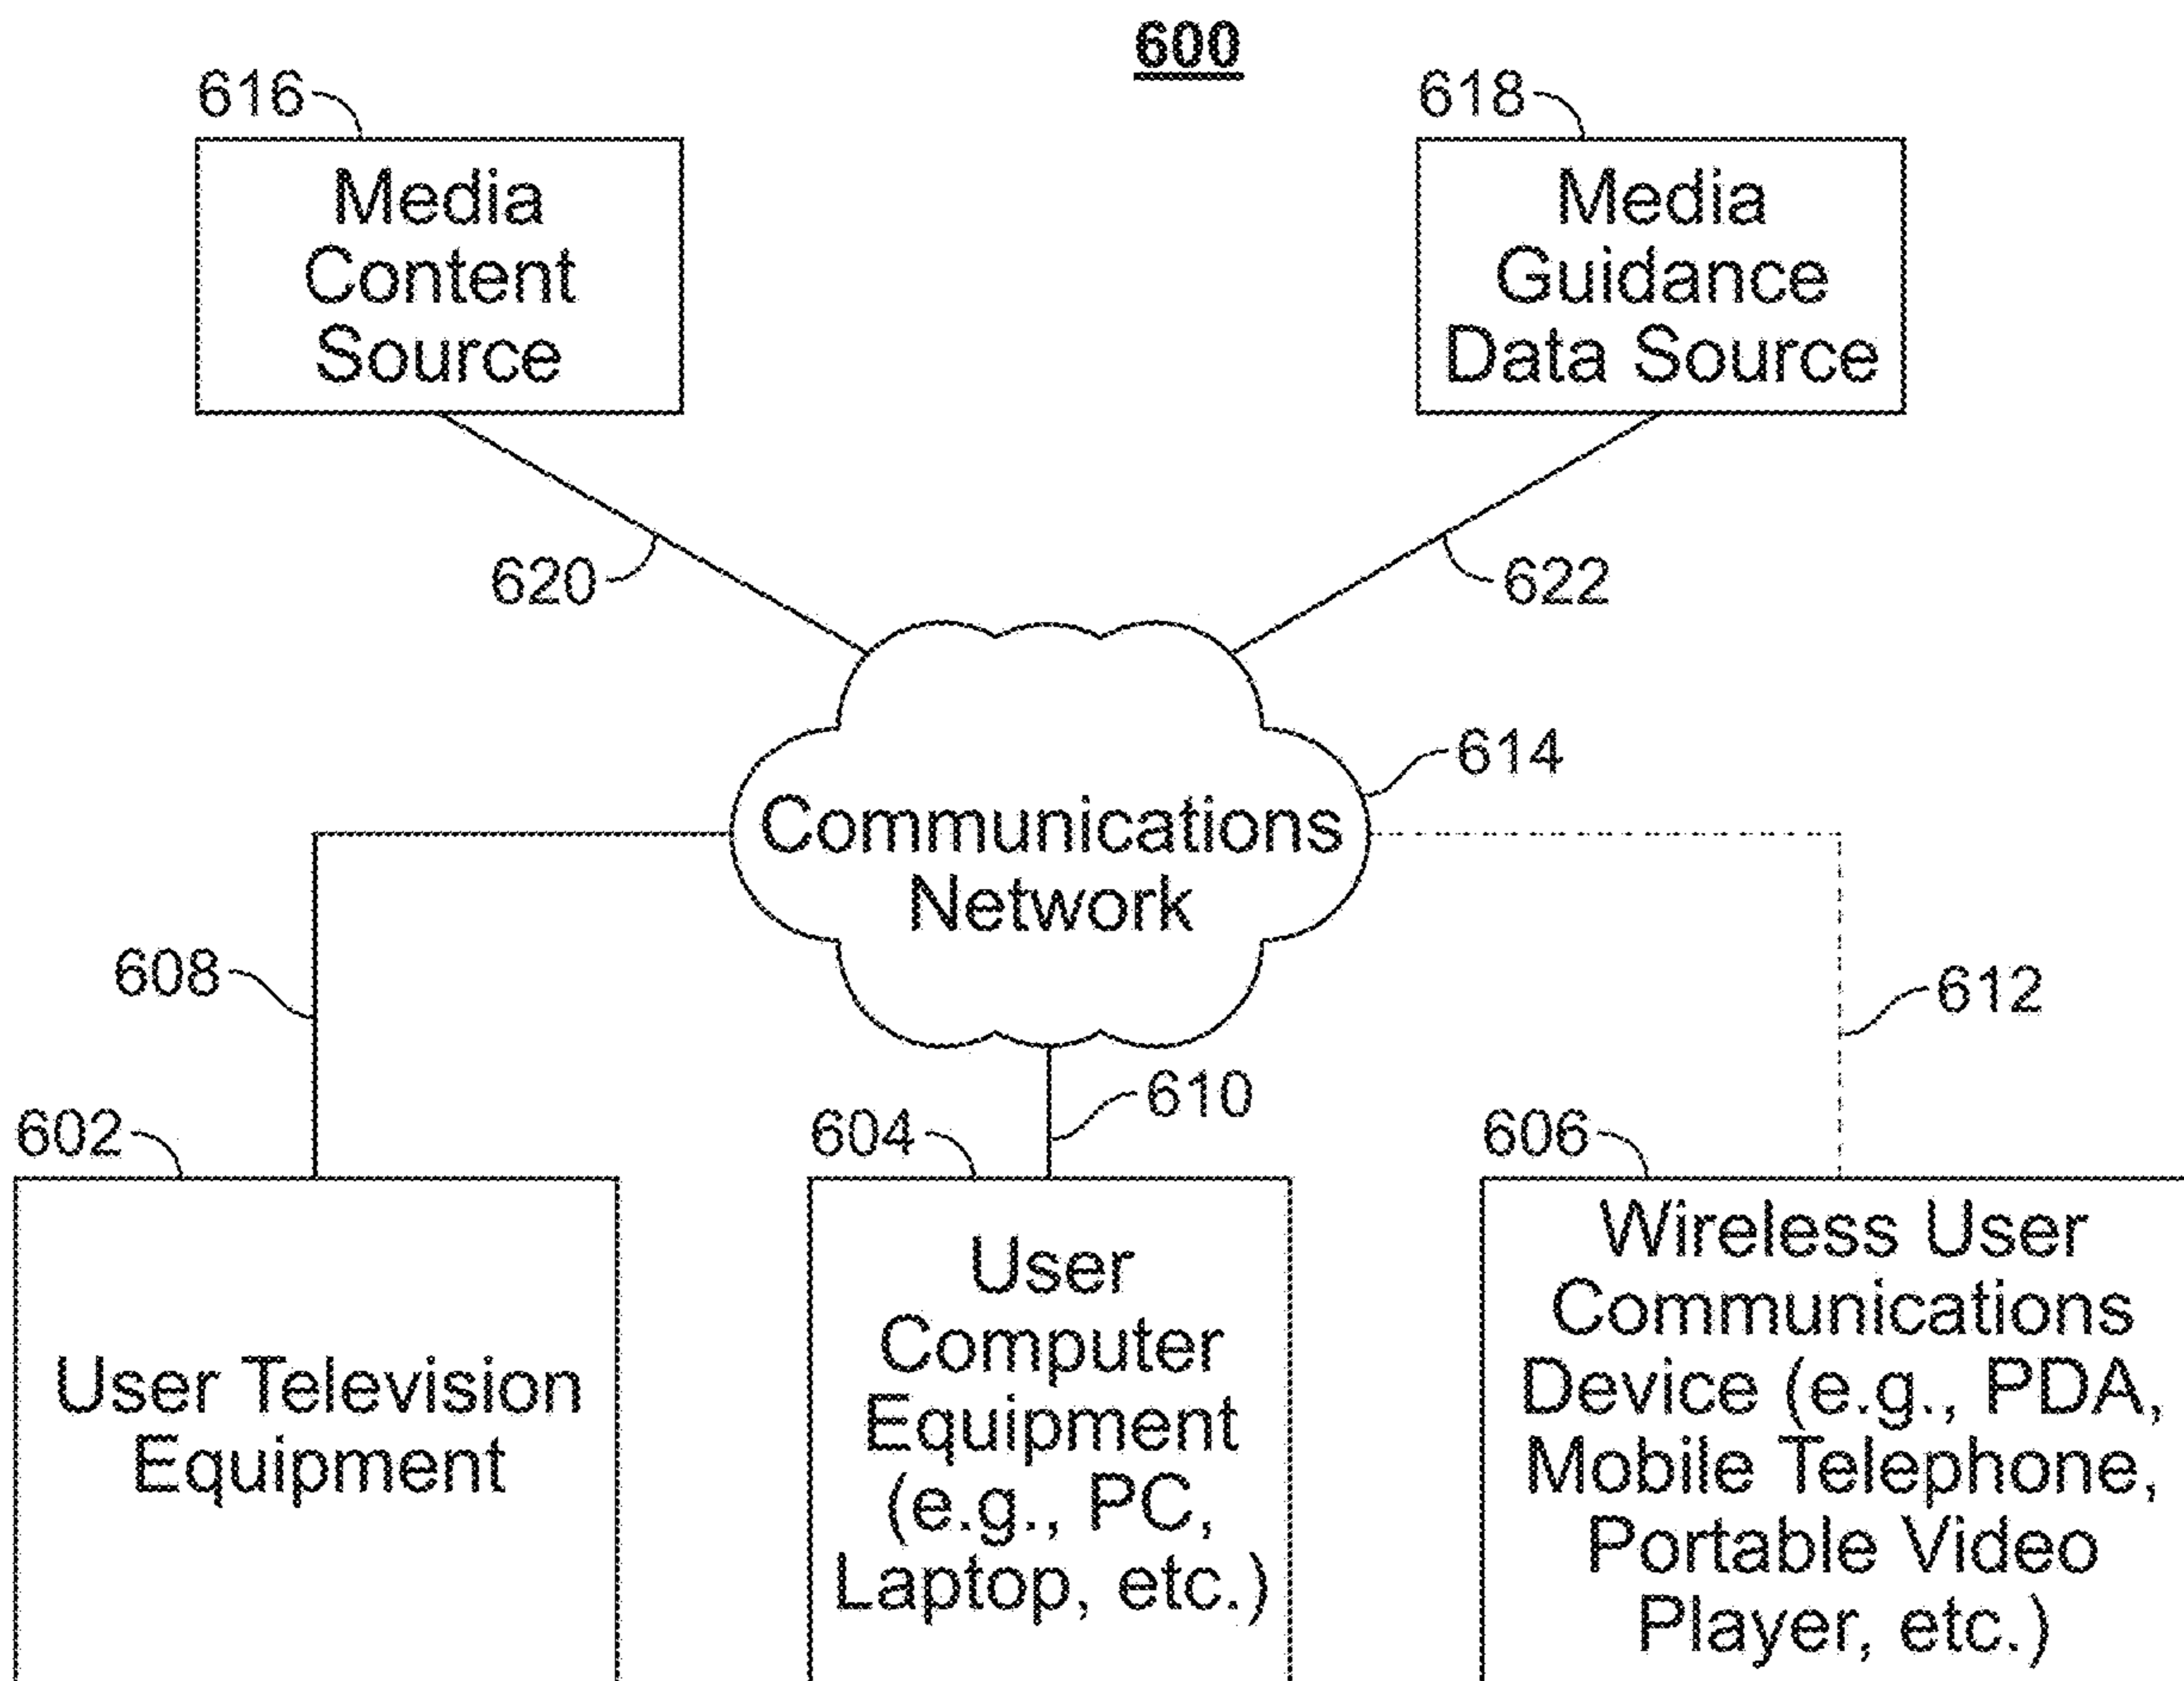 600
616
618
Media
Content
Source
Media
Guidance
Data Source
620
622
614
Communications
Network
608
612
610
602
604
606
User Television
Equipment
User
Computer
Equipment
(e.g., PC,
Laptop, etc.)
Wireless User
Communications
Device (e.g., PDA,
Mobile Telephone,
Portable Video
Player, etc.)